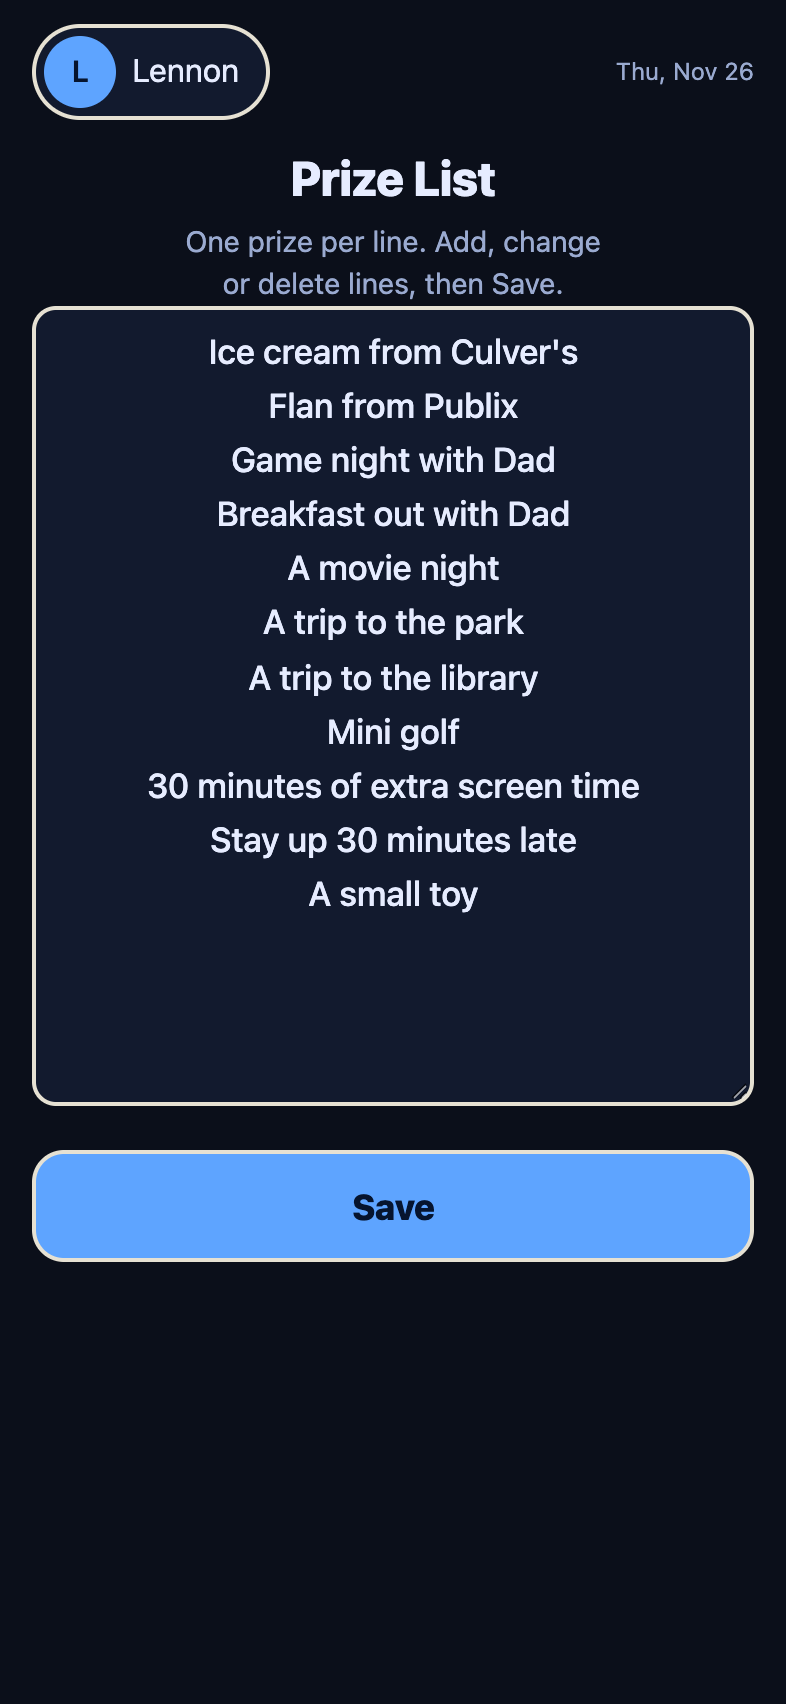 L
Lennon
Thu, Nov 26
Prize List
One prize per line. Add, change
or delete lines, then Save.
Ice cream from Culver's
Flan from Publix
Game night with Dad
Breakfast out with Dad
A movie night
A trip to the park
A trip to the library
Mini golf
30 minutes of extra screen time
Stay up 30 minutes late
A small toy
Save